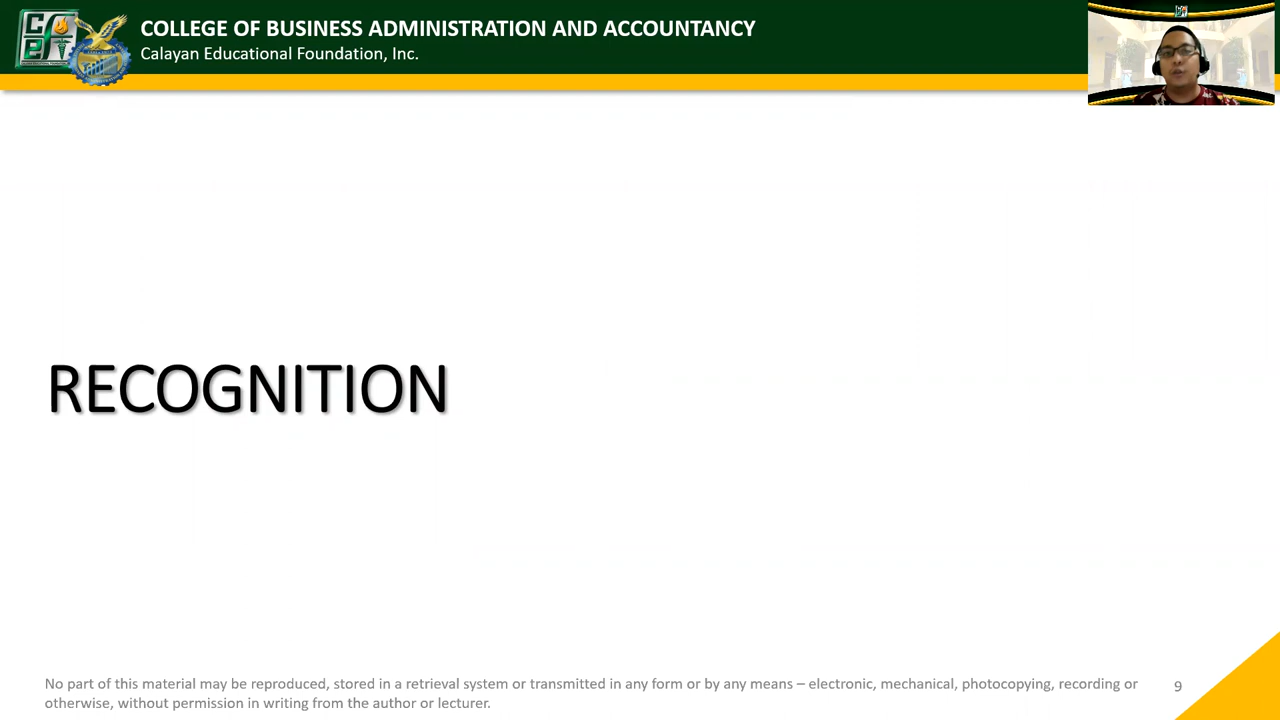 COLLEGE OF BUSINESS ADMINISTRATION AND ACCOUNTANCY
Calayan Educational Foundation, Inc.
RECOGNITION
No part of this material may be reproduced, stored in a retrieval system or transmitted in any form or by any means – electronic, mechanical, photocopying, recording or
otherwise, without permission in writing from the author or lecturer.
9